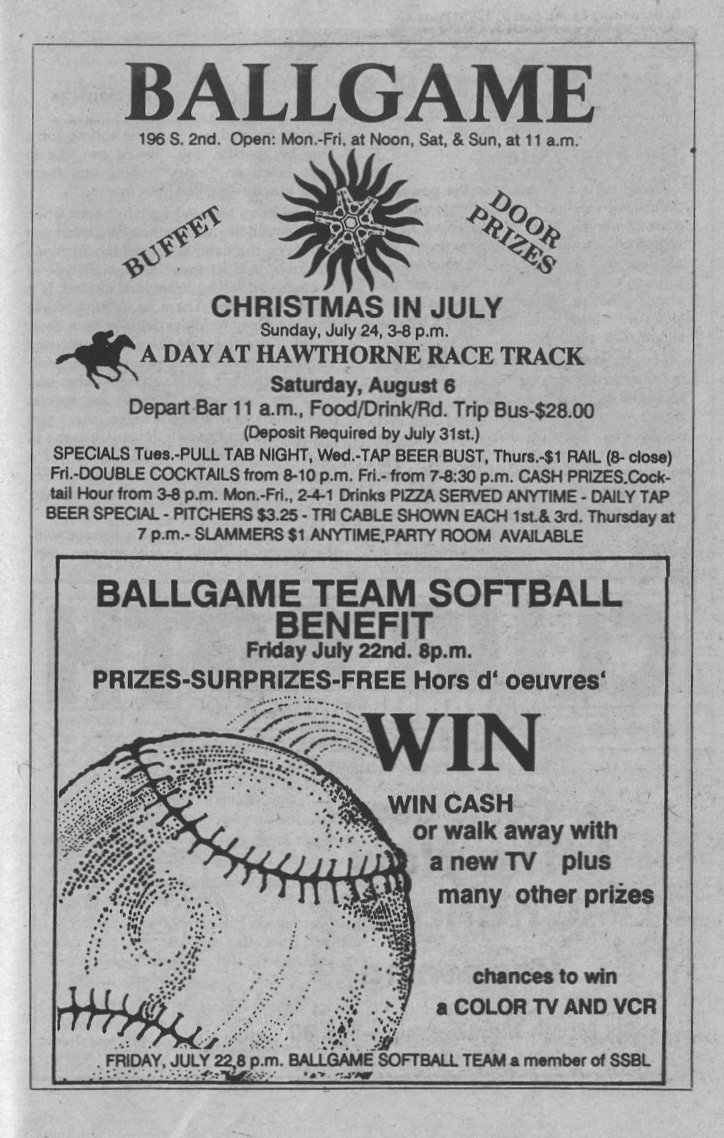 BALLGAME
196 S. 2nd. Open: Mon.-Fri. at Noon, Sat, & Sun, at 11 a.m.
BUFFET
DOOR
PRIZES
CHRISTMAS IN JULY
Sunday, July 24, 3-8 p.m.
A DAY AT HAWTHORNE RACE TRACK
Saturday, August 6
Depart Bar 11 a.m., Food/Drink/Rd. Trip Bus-$28.00
(Deposit Required by July 31st.)
SPECIALS Tues.-PULL TAB NIGHT, Wed.-TAP BEER BUST, Thurs.-$1 RAIL (8- close)
Fri.-DOUBLE COCKTAILS from 8-10 p.m. Fri.- from 7-8:30 p.m. CASH PRIZES.Cock-
tail Hour from 3-8 p.m. Mon.-Fri., 2-4-1 Drinks PIZZA SERVED ANYTIME - DAILY TAP
BEER SPECIAL - PITCHERS $3.25 - TRI CABLE SHOWN EACH 1st.& 3rd. Thursday at
7 p.m.- SLAMMERS $1 ANYTIME.PARTY ROOM AVAILABLE
BALLGAME TEAM SOFTBALL
BENEFIT
Friday July 22nd. 8p.m.
PRIZES-SURPRIZES-FREE Hors d' oeuvres'
WIN
WIN CASH
or walk away with
a new TV plus
many other prizes
chances to win
a COLOR TV AND VCR
FRIDAY, JULY 22,8 p.m. BALLGAME SOFTBALL TEAM a member of SSBL